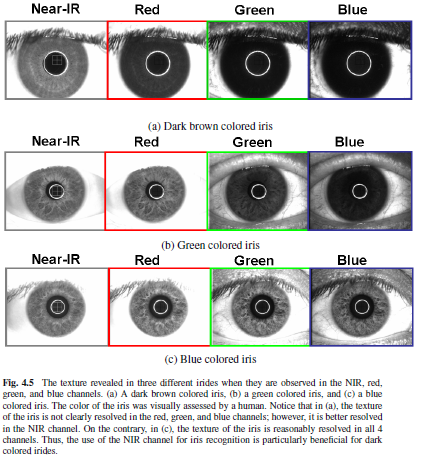 Near-IR Red Green Blue
(a) Dark brown colored iris
Near-IR Red Green Blue
(b) Green colored iris
Near-IR Red Green Blue
(c) Blue colored iris
Fig. 4.5 The texture revealed in three different irides when they are observed in the NIR, red,
green, and blue channels. (a) A dark brown colored iris, (b) a green colored iris, and (c) a blue
colored iris. The color of the iris was visually assessed by a human. Notice that in (a), the texture
of the iris is not clearly resolved in the red, green, and blue channels; however, it is better resolved
in the NIR channel. On the contrary, in (c), the texture of the iris is reasonably resolved in all 4
channels. Thus, the use of the NIR channel for iris recognition is particularly beneficial for dark
colored irides.